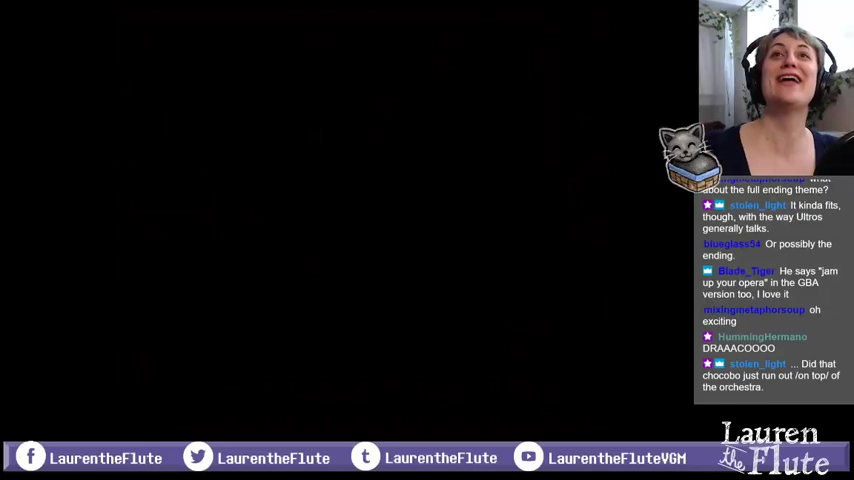 about the full ending theme?
stolen_light It kinda fits,
though, with the way Ultros
generally talks.
blueglass54 Or possibly the
ending.
Blade_Tiger He says "jam
up your opera" in the GBA
version too, I love it
mixingmetaphorsoup oh
exciting
HummingHermano
DRAAACOOOO
stolen_light ... Did that
chocobo just run out /on top/ of
the orchestra.
Lauren
the Flute
LaurentheFlute
LaurentheFlute
LaurentheFlute
LaurentheFluteVGM